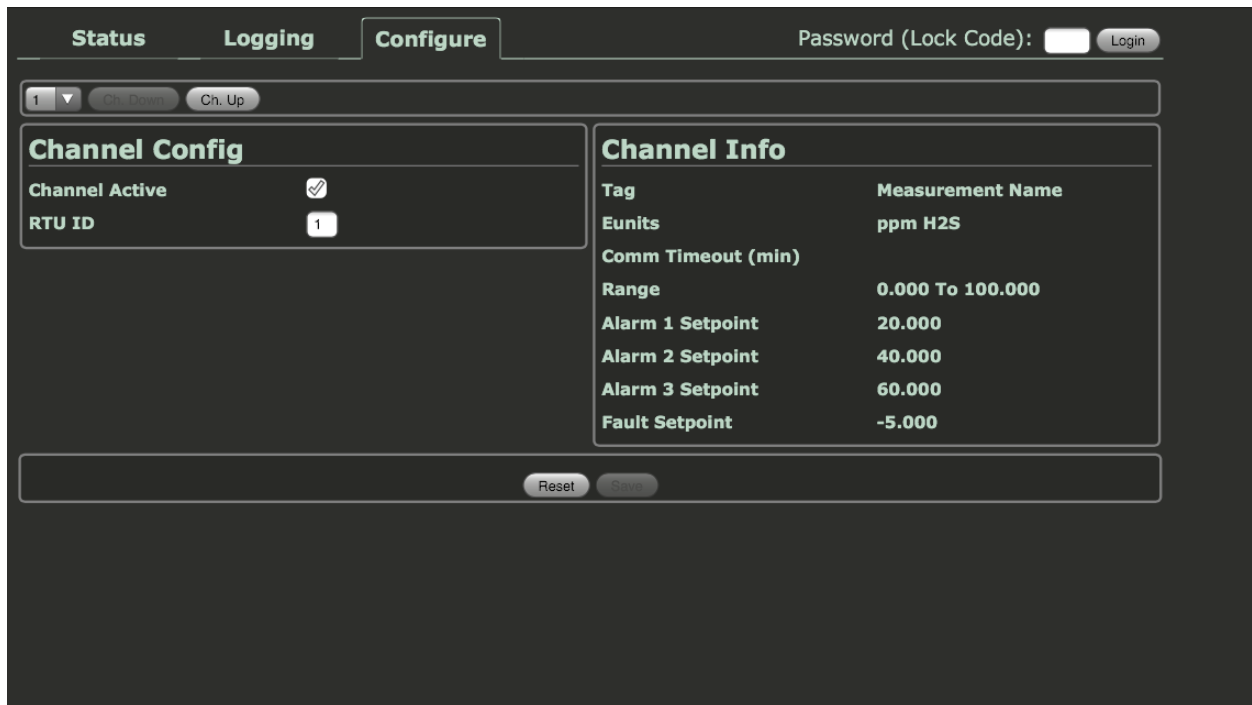 Status Logging Configure Password (Lock Code): Login
1 Ch. Down Ch. Up
Channel Config
Channel Active
RTU ID 1
Channel Info
Tag Measurement Name
Eunits ppm H2S
Comm Timeout (min)
Range 0.000 To 100.000
Alarm 1 Setpoint 20.000
Alarm 2 Setpoint 40.000
Alarm 3 Setpoint 60.000
Fault Setpoint -5.000
Reset Save